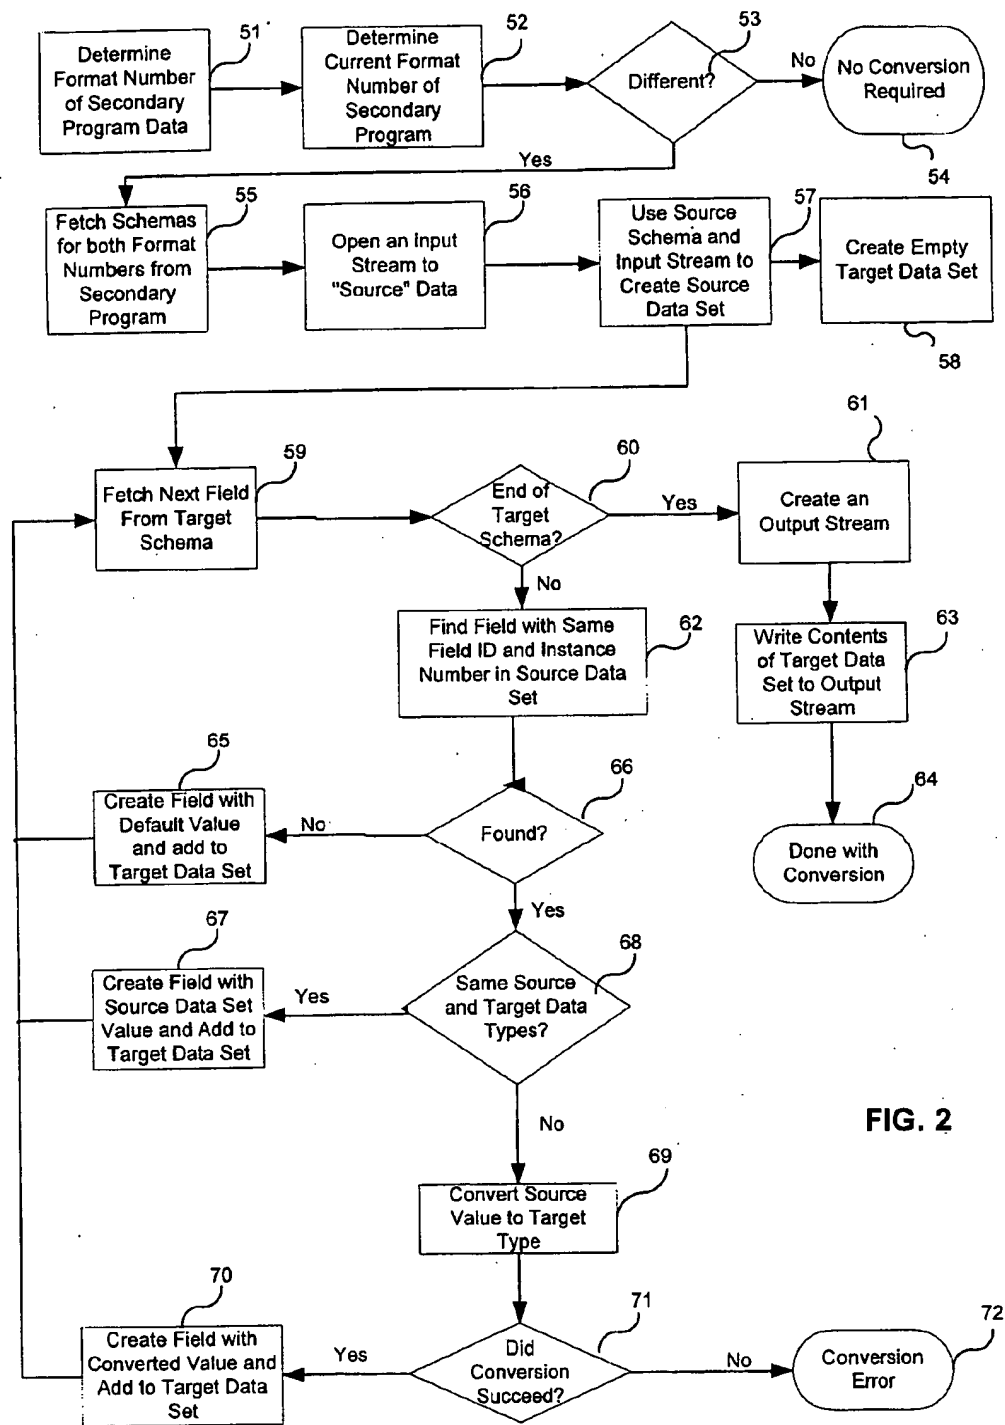 51
Determine
Format Number
of Secondary
Program Data
52
Determine
Current Format
Number of
Secondary
Program
53
Different?
No
No Conversion
Required
54
Yes
55
Fetch Schemas
for both Format
Numbers from
Secondary
Program
56
Open an Input
Stream to
"Source" Data
57
Use Source
Schema and
Input Stream to
Create Source
Data Set
Create Empty
Target Data Set
58
59
Fetch Next Field
From Target
Schema
60
End of
Target
Schema?
Yes
61
Create an
Output Stream
No
62
Find Field with Same
Field ID and Instance
Number in Source Data
Set
63
Write Contents
of Target Data
Set to Output
Stream
64
Done with
Conversion
65
Create Field with
Default Value
and add to
Target Data Set
No
66
Found?
Yes
67
Create Field with
Source Data Set
Value and Add to
Target Data Set
Yes
68
Same Source
and Target Data
Types?
No
FIG. 2
69
Convert Source
Value to Target
Type
70
Create Field with
Converted Value and
Add to Target Data
Set
Yes
71
Did
Conversion
Succeed?
No
72
Conversion
Error